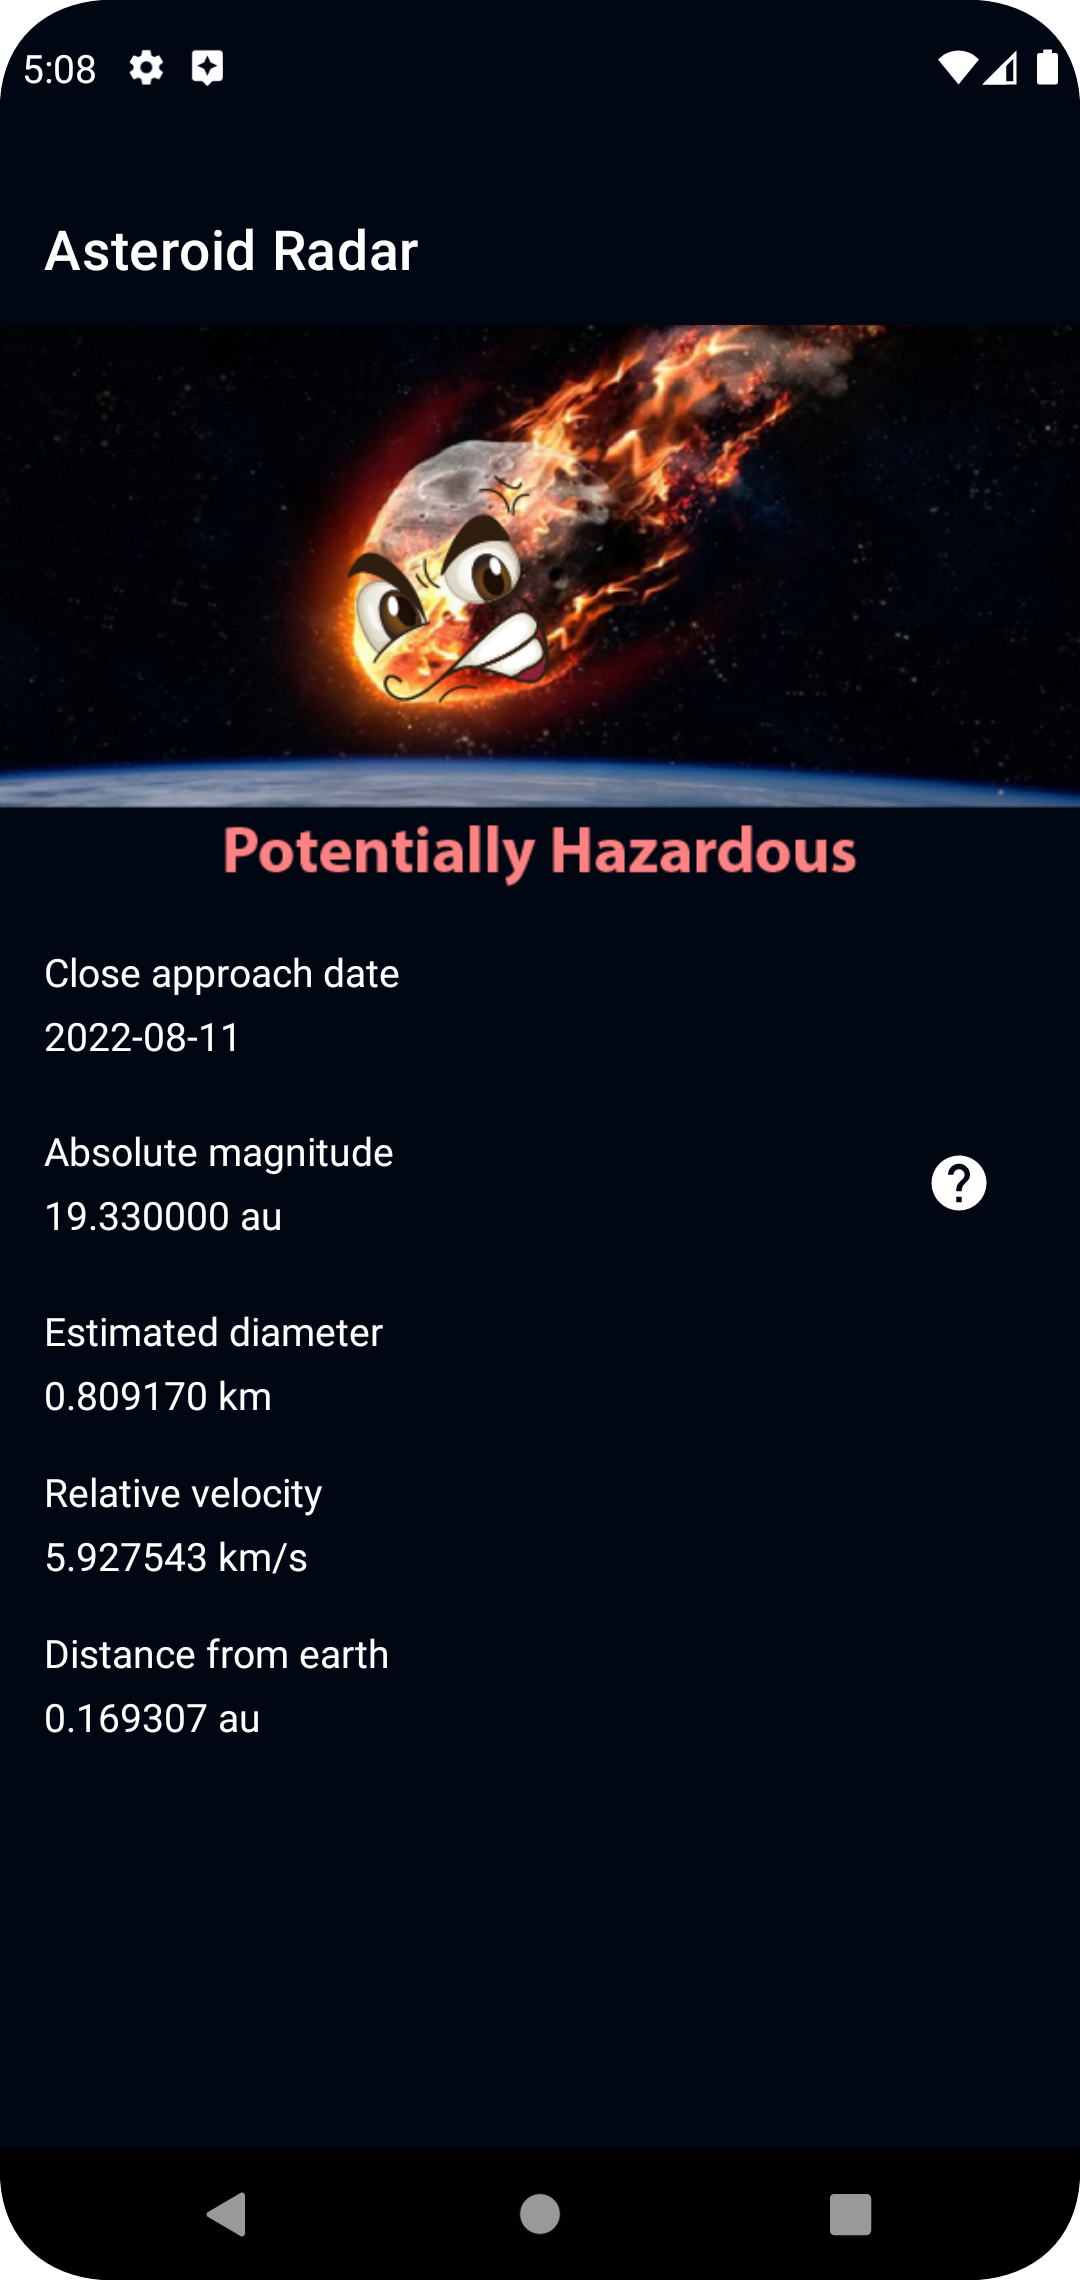 5:08
Asteroid Radar
Potentially Hazardous
Close approach date
2022-08-11
Absolute magnitude
19.330000 au
?
Estimated diameter
0.809170 km
Relative velocity
5.927543 km/s
Distance from earth
0.169307 au